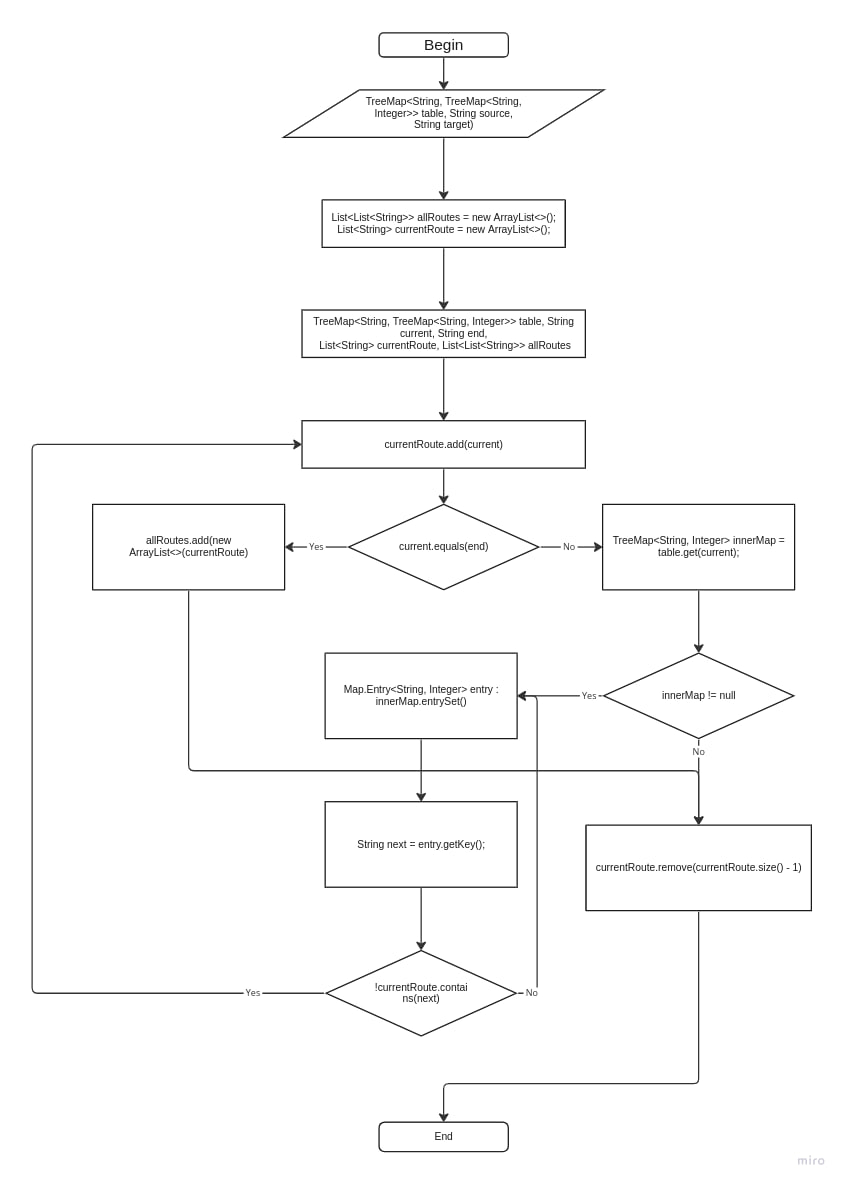 Begin
TreeMap<String, TreeMap<String,
Integer>> table, String source,
String target)
List<List<String>> allRoutes = new ArrayList<>();
List<String> currentRoute = new ArrayList<>();
TreeMap<String, TreeMap<String, Integer>> table, String
current, String end,
List<String> currentRoute, List<List<String>> allRoutes
currentRoute.add(current)
allRoutes.add(new
ArrayList<>(currentRoute)
Yes
current.equals(end)
No
TreeMap<String, Integer> innerMap =
table.get(current);
Map.Entry<String, Integer> entry :
innerMap.entrySet()
Yes
innerMap != null
No
String next = entry.getKey();
currentRoute.remove(currentRoute.size() - 1)
Yes
!currentRoute.contai
ns(next)
No
End
miro